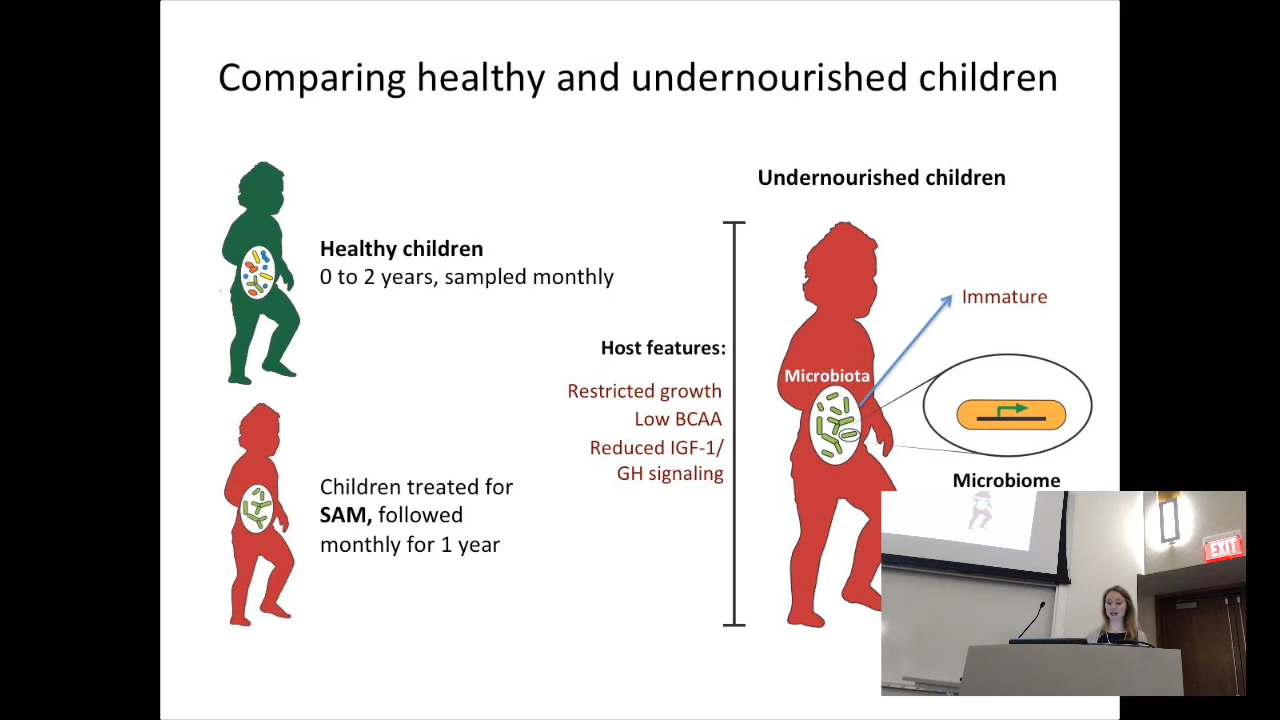 Comparing healthy and undernourished children
Healthy children
0 to 2 years, sampled monthly
Children treated for
SAM, followed
monthly for 1 year
Undernourished children
Host features:
Restricted growth
Low BCAA
Reduced IGF-1/
GH signaling
Microbiota
Immature
Microbiome
EXIT